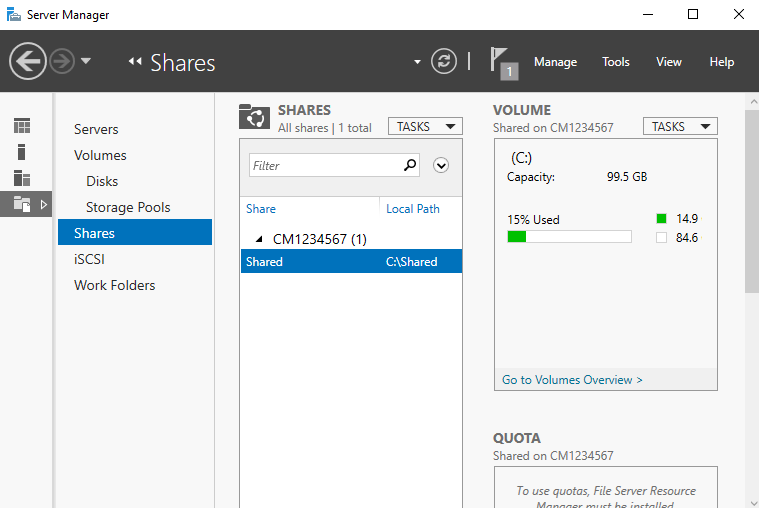 Server Manager
Shares
1
Manage
Tools
View
Help
Servers
Volumes
Disks
Storage Pools
Shares
iSCSI
Work Folders
SHARES
All shares | 1 total
TASKS
Filter
Share
Local Path
CM1234567 (1)
Shared
C:\Shared
VOLUME
Shared on CM1234567
TASKS
(C:)
Capacity:
99.5 GB
15% Used
14.9
84.6
Go to Volumes Overview >
QUOTA
Shared on CM1234567
To use quotas, File Server Resource
Manager must be installed.